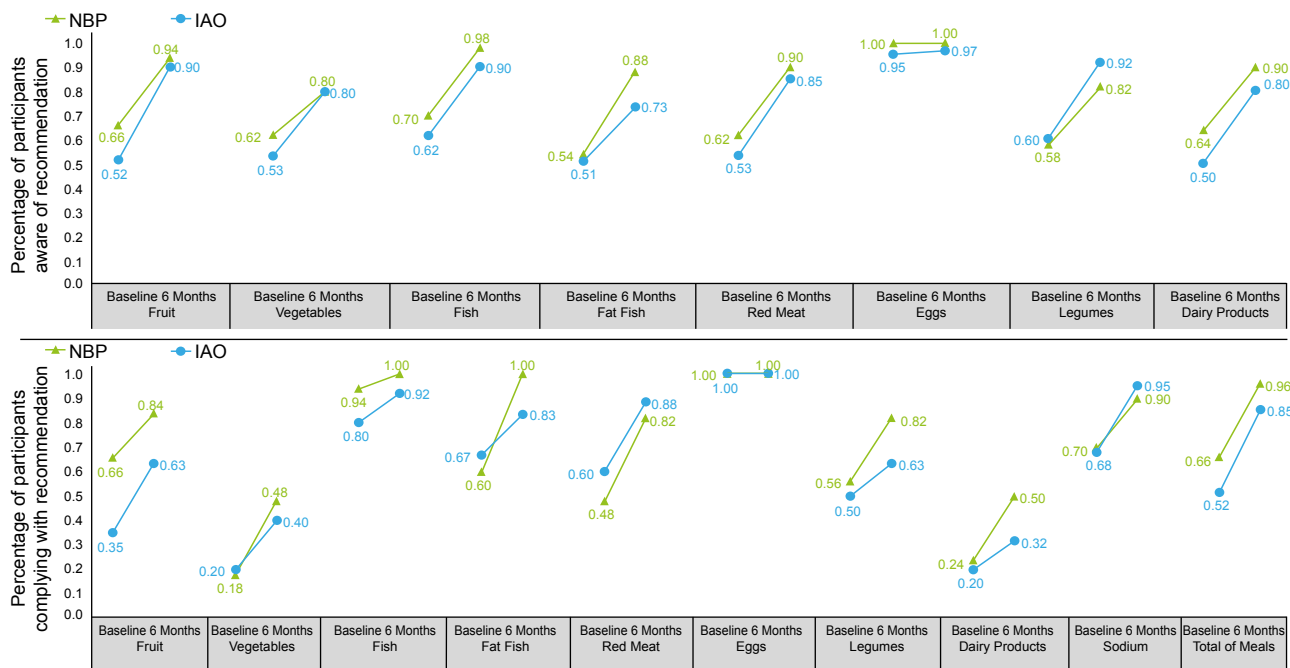 NBP IAO
Percentage of participants
aware of recommendation
1.0
0.9
0.8
0.7
0.6
0.5
0.4
0.3
0.2
0.1
0.0
0.66 0.94 0.52 0.90
0.62 0.80 0.53 0.80
0.70 0.98 0.62 0.90
0.54 0.88 0.51 0.73
0.62 0.90 0.53 0.85
1.00 1.00 0.95 0.97
0.58 0.82 0.60 0.92
0.64 0.90 0.50 0.80
Baseline 6 Months Baseline 6 Months Baseline 6 Months Baseline 6 Months Baseline 6 Months Baseline 6 Months Baseline 6 Months Baseline 6 Months
Fruit Vegetables Fish Fat Fish Red Meat Eggs Legumes Dairy Products
NBP IAO
Percentage of participants
complying with recommendation
1.0
0.9
0.8
0.7
0.6
0.5
0.4
0.3
0.2
0.1
0.0
0.66 0.84 0.35 0.63
0.18 0.48 0.20 0.40
0.94 1.00 0.80 0.92
0.60 1.00 0.67 0.83
0.48 0.82 0.60 0.88
1.00 1.00 1.00 1.00
0.56 0.82 0.50 0.63
0.24 0.50 0.20 0.32
0.70 0.90 0.68 0.95
0.66 0.96 0.52 0.85
Baseline 6 Months Baseline 6 Months Baseline 6 Months Baseline 6 Months Baseline 6 Months Baseline 6 Months Baseline 6 Months Baseline 6 Months Baseline 6 Months Baseline 6 Months
Fruit Vegetables Fish Fat Fish Red Meat Eggs Legumes Dairy Products Sodium Total of Meals